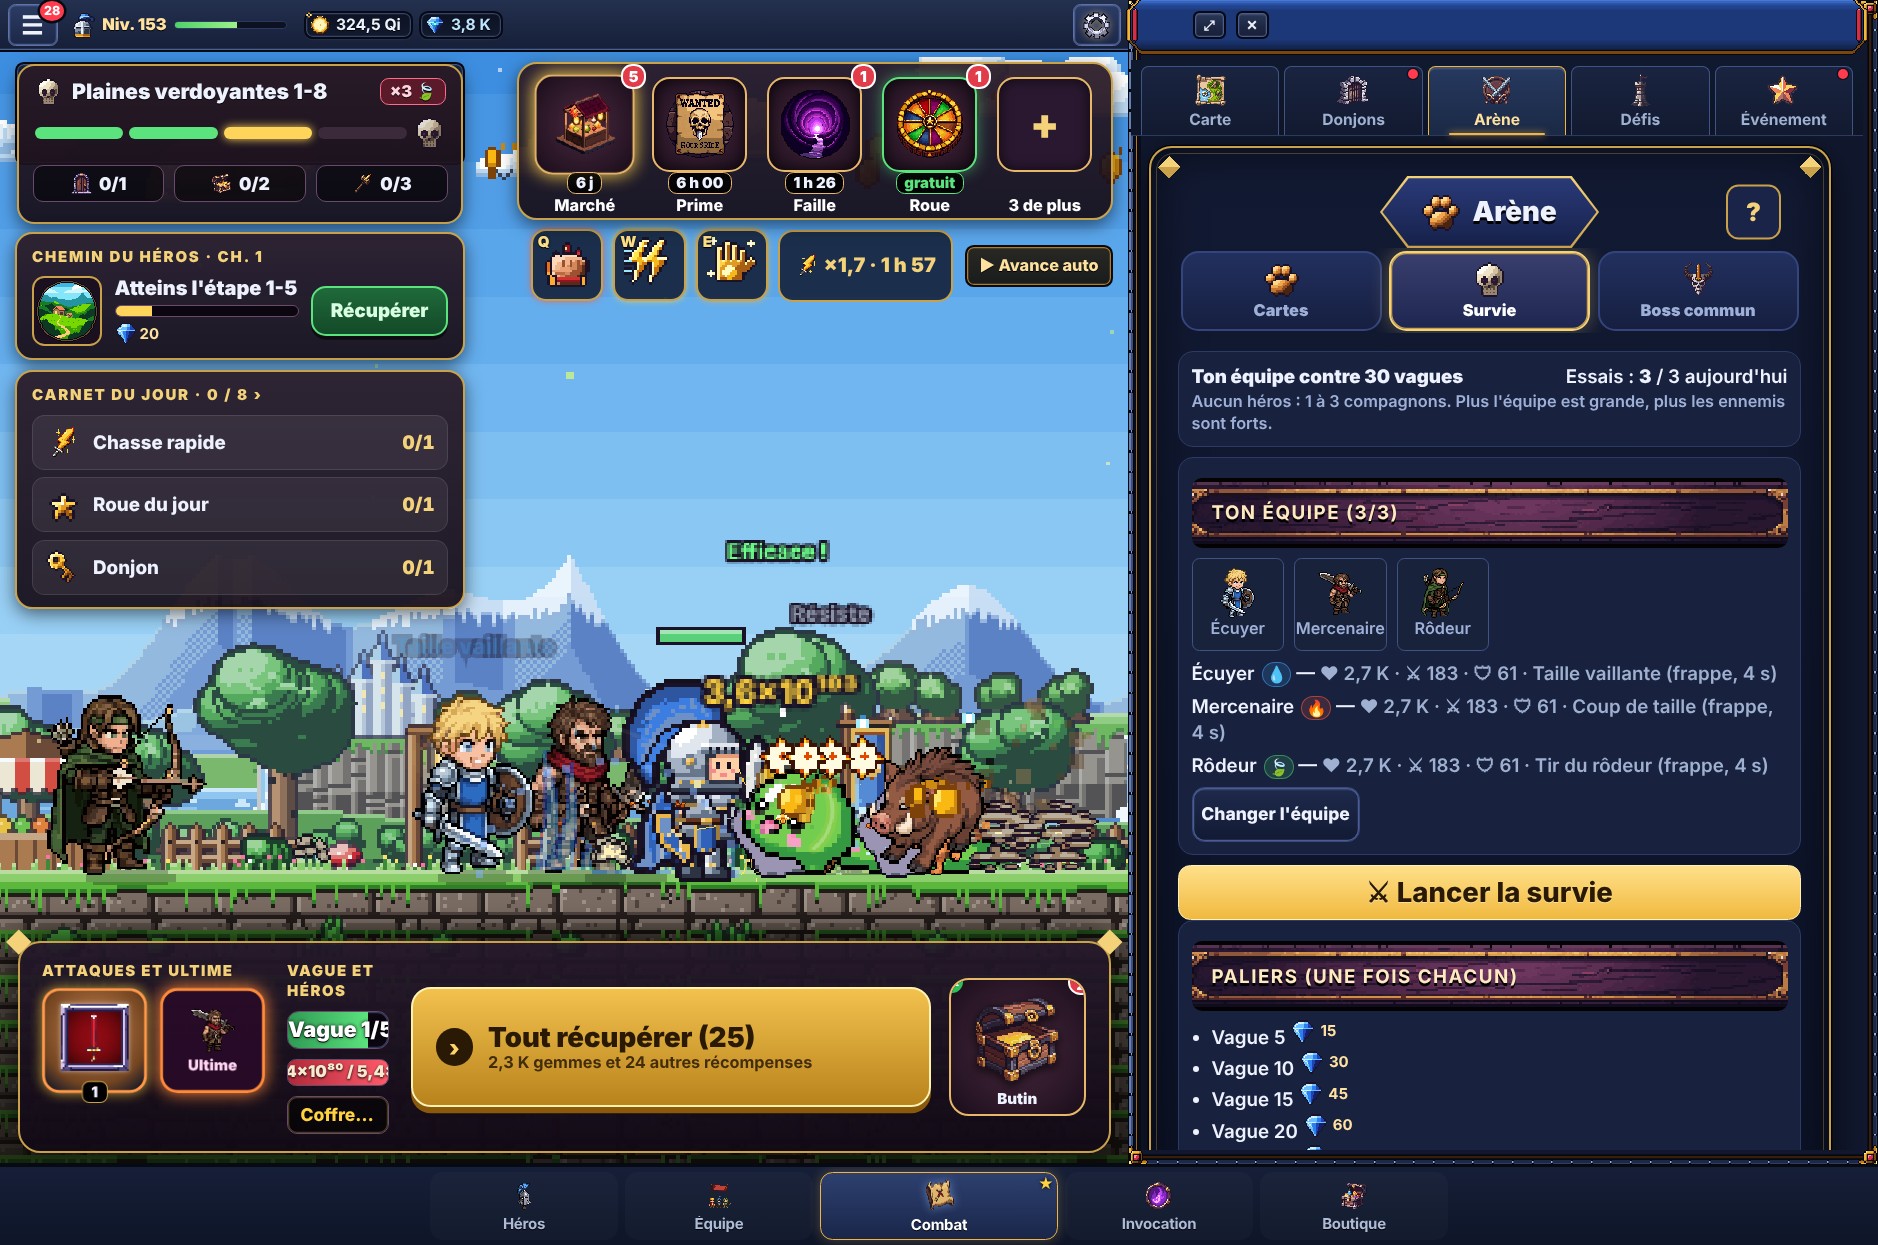 28
Niv. 153
324,5 Qi
3,8 K
Plaines verdoyantes 1-8
×3
0/1
0/2
0/3
CHEMIN DU HÉROS · CH. 1
Atteins l'étape 1-5
20
Récupérer
CARNET DU JOUR · 0 / 8 ›
Chasse rapide
0/1
Roue du jour
0/1
Donjon
0/1
5
6 j
Marché
WANTED
6 h 00
Prime
1
1 h 26
Faille
1
gratuit
Roue
+
3 de plus
Q
W
E
×1,7 · 1 h 57
▶ Avance auto
Efficace !
Résiste
Taille vaillante
3,8×10¹⁰³
ATTAQUES ET ULTIME
1
Ultime
VAGUE ET
HÉROS
Vague 1/5
4×10⁸⁰ / 5,4
Coffre...
›
Tout récupérer (25)
2,3 K gemmes et 24 autres récompenses
Butin
Héros
Équipe
Combat
Invocation
Boutique
Carte
Donjons
Arène
Défis
Événement
Arène
?
Cartes
Survie
Boss commun
Ton équipe contre 30 vagues
Essais : 3 / 3 aujourd'hui
Aucun héros : 1 à 3 compagnons. Plus l'équipe est grande, plus les ennemis
sont forts.
TON ÉQUIPE (3/3)
Écuyer
Mercenaire
Rôdeur
Écuyer 💧 — ♥ 2,7 K · ⚔ 183 · 🛡 61 · Taille vaillante (frappe, 4 s)
Mercenaire 🔥 — ♥ 2,7 K · ⚔ 183 · 🛡 61 · Coup de taille (frappe,
4 s)
Rôdeur 🍃 — ♥ 2,7 K · ⚔ 183 · 🛡 61 · Tir du rôdeur (frappe, 4 s)
Changer l'équipe
⚔ Lancer la survie
PALIERS (UNE FOIS CHACUN)
• Vague 5 15
• Vague 10 30
• Vague 15 45
• Vague 20 60